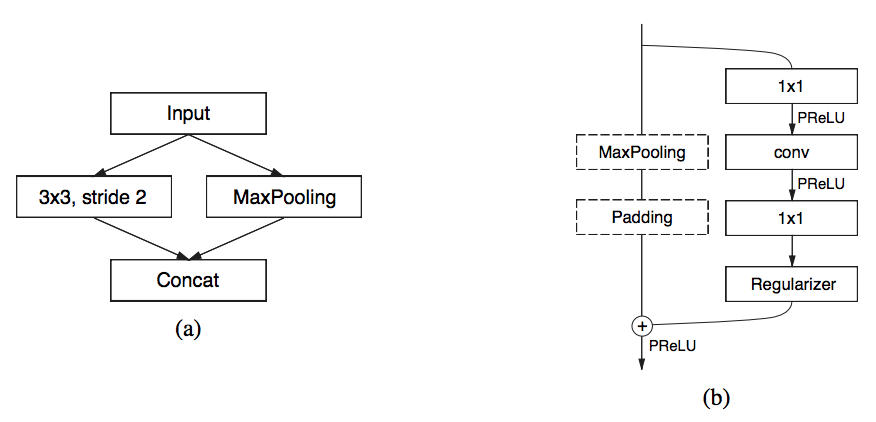 Input
3x3, stride 2
MaxPooling
Concat
(a)
1x1
PReLU
MaxPooling
conv
PReLU
Padding
1x1
Regularizer
+
PReLU
(b)